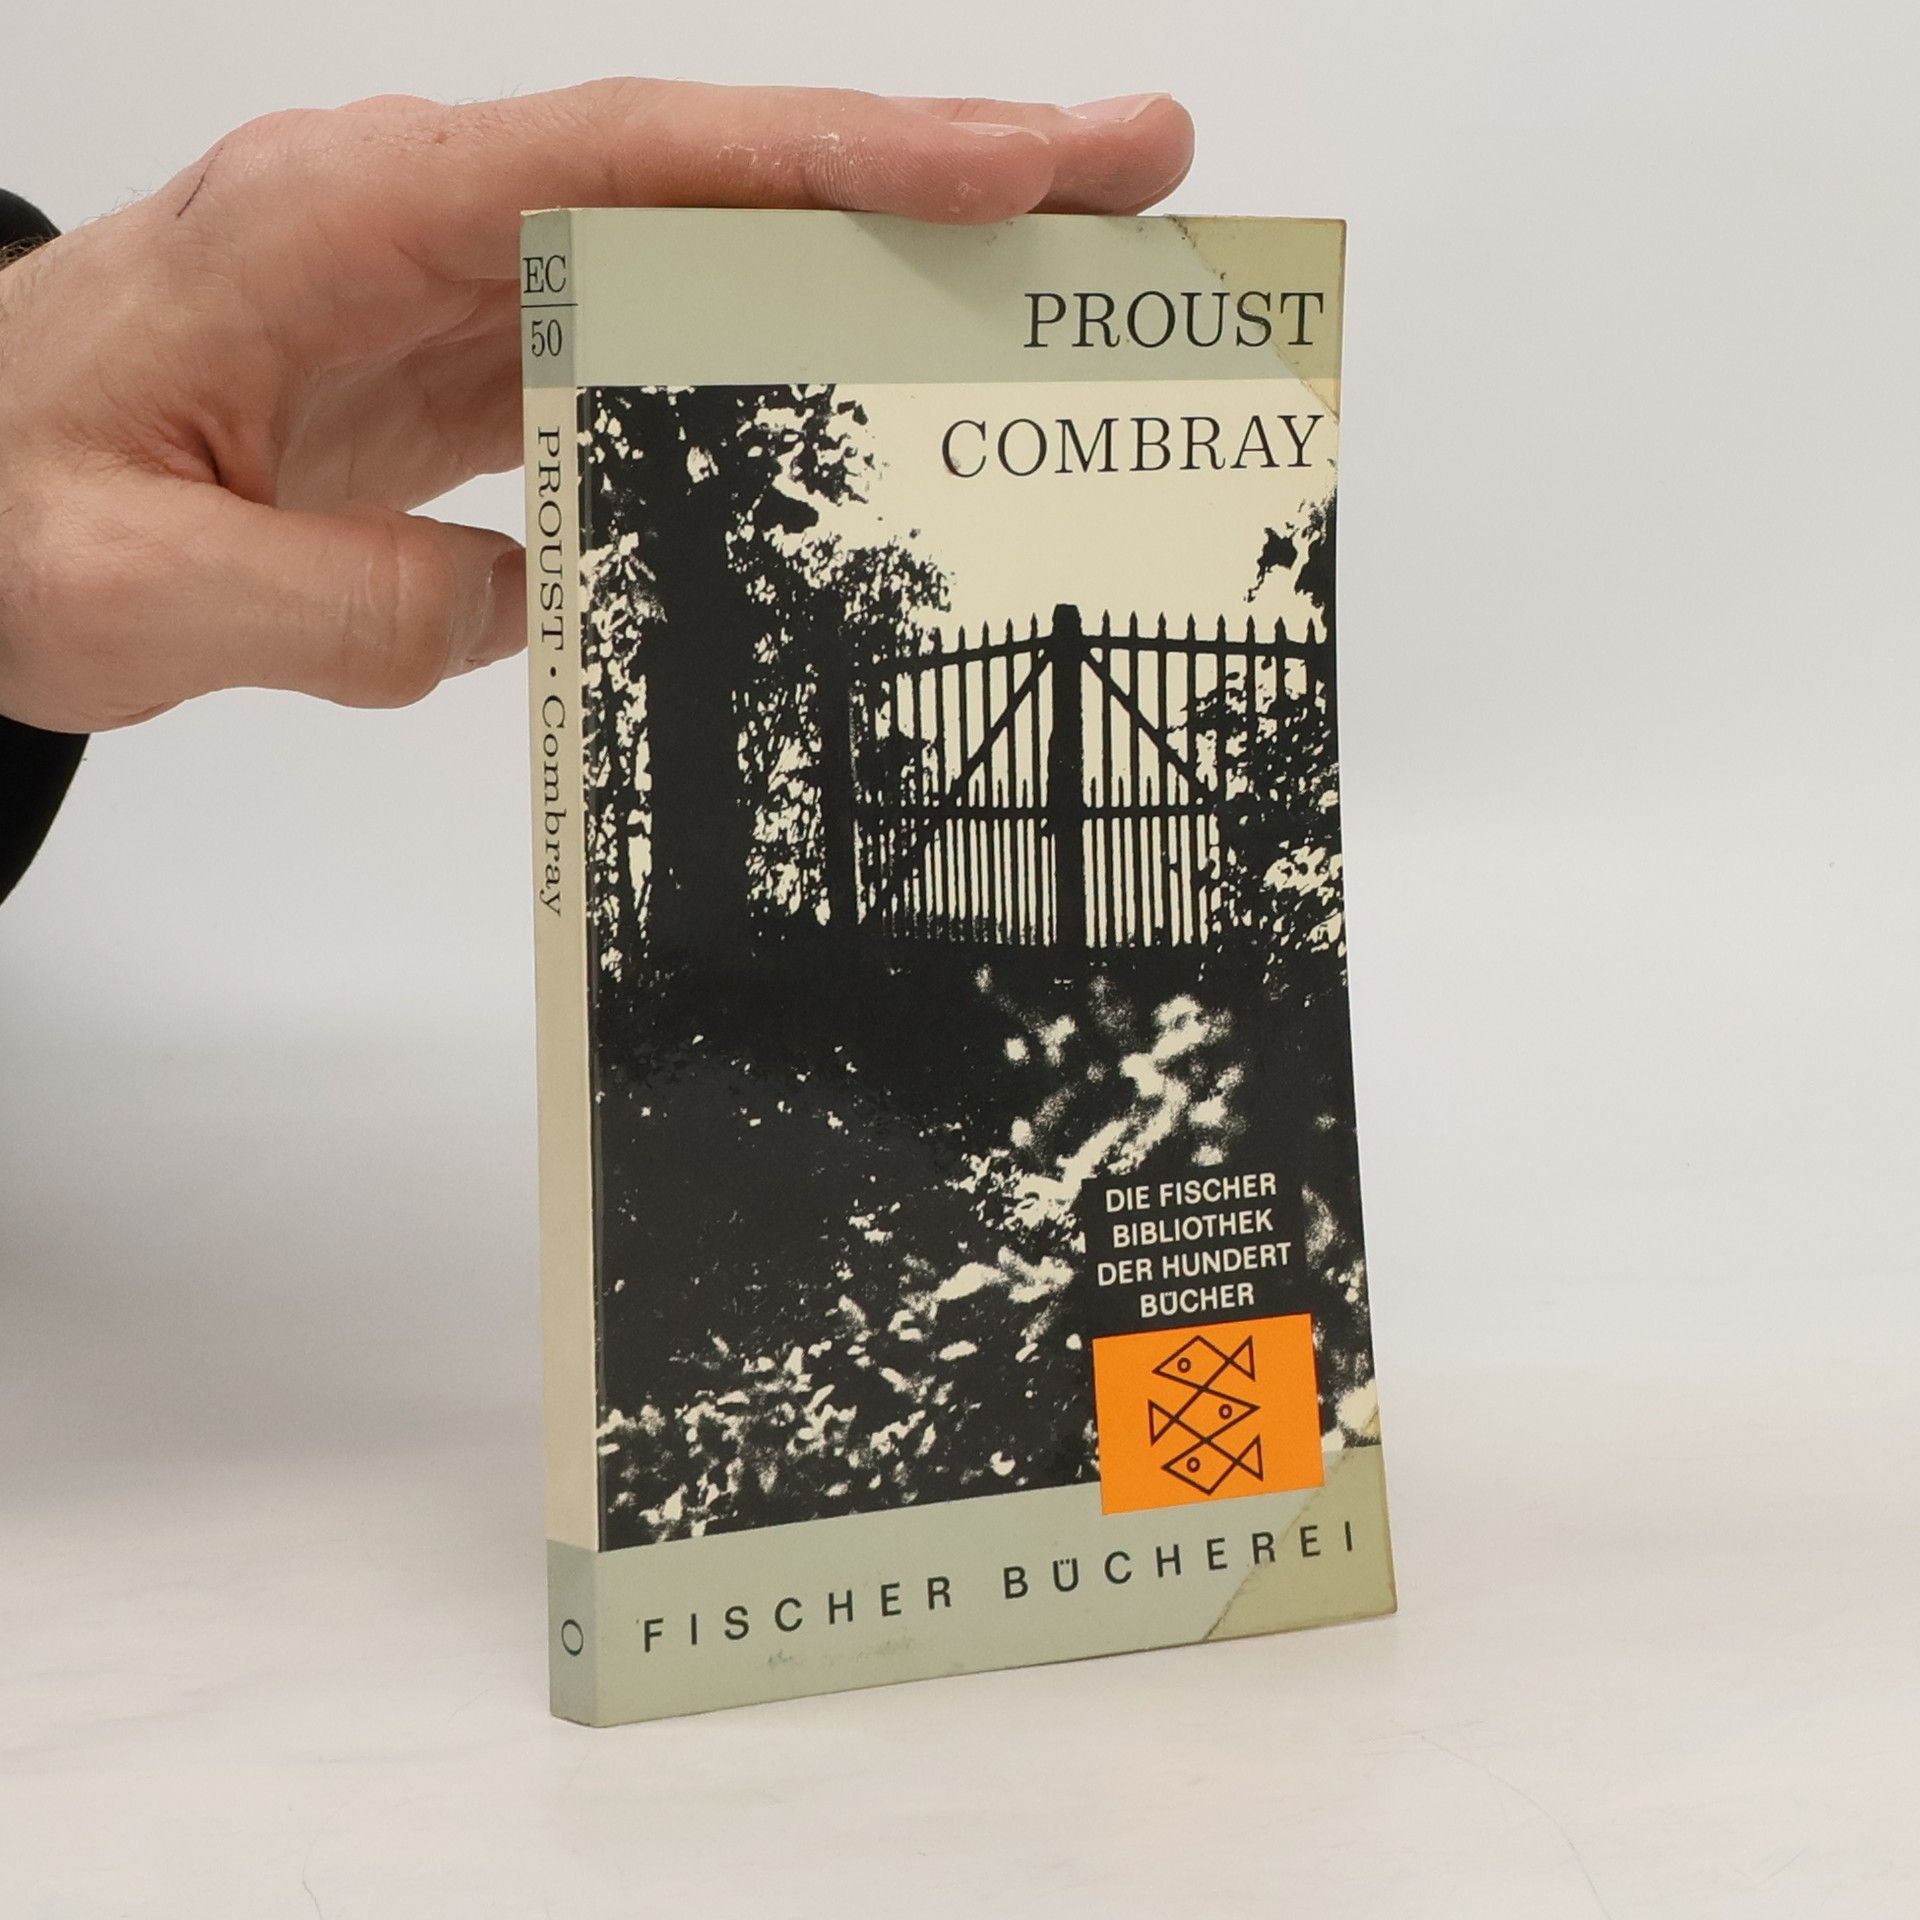 EC
50
PROUST · Combray
O
PROUST
COMBRAY
DIE FISCHER
BIBLIOTHEK
DER HUNDERT
BÜCHER
FISCHER BÜCHEREI